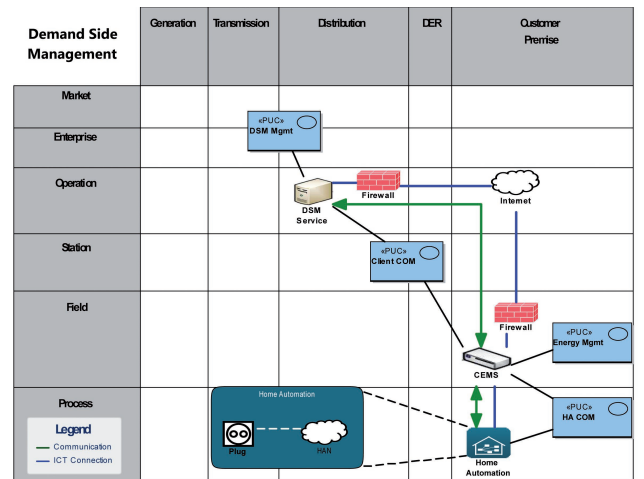 Demand Side
Management
Generation
Transmission
Distribution
DER
Customer
Premise
Market
Enterprise
Operation
Station
Field
Process
«PUC»
DSM Mgmt
DSM
Service
Firewall
Internet
«PUC»
Client COM
Firewall
«PUC»
Energy Mgmt
CEMS
«PUC»
HA COM
Home Automation
Plug
HAN
Home
Automation
Legend
Communication
ICT Connection